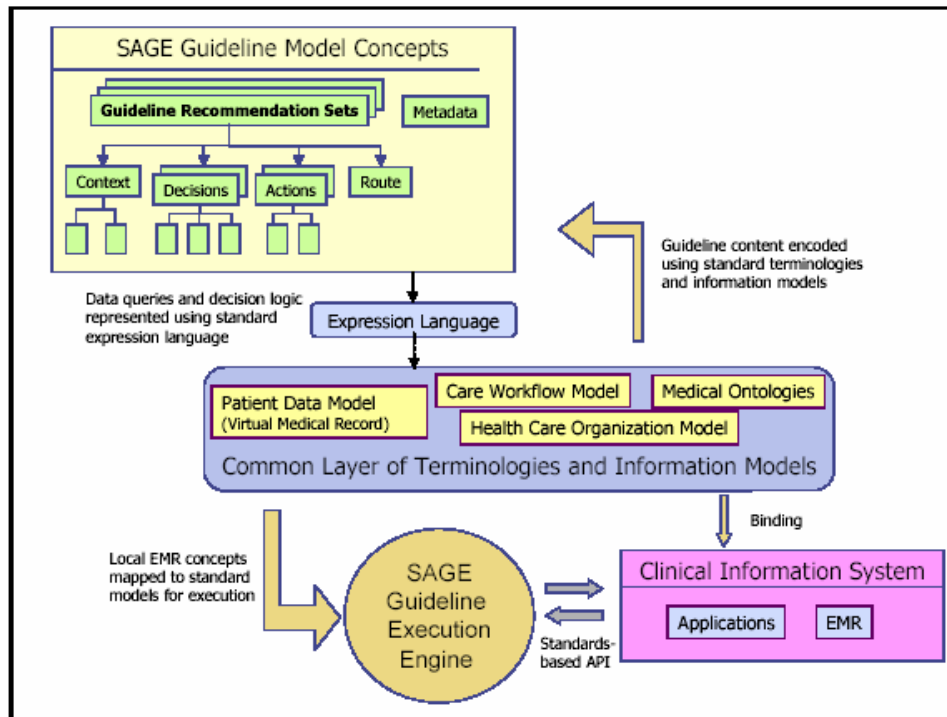 SAGE Guideline Model Concepts
Guideline Recommendation Sets
Metadata
Context
Decisions
Actions
Route
Guideline content encoded
using standard terminologies
and information models
Data queries and decision logic
represented using standard
expression language
Expression Language
Patient Data Model
(Virtual Medical Record)
Care Workflow Model
Medical Ontologies
Health Care Organization Model
Common Layer of Terminologies and Information Models
Binding
Local EMR concepts
mapped to standard
models for execution
SAGE
Guideline
Execution
Engine
Standards-
based API
Clinical Information System
Applications
EMR